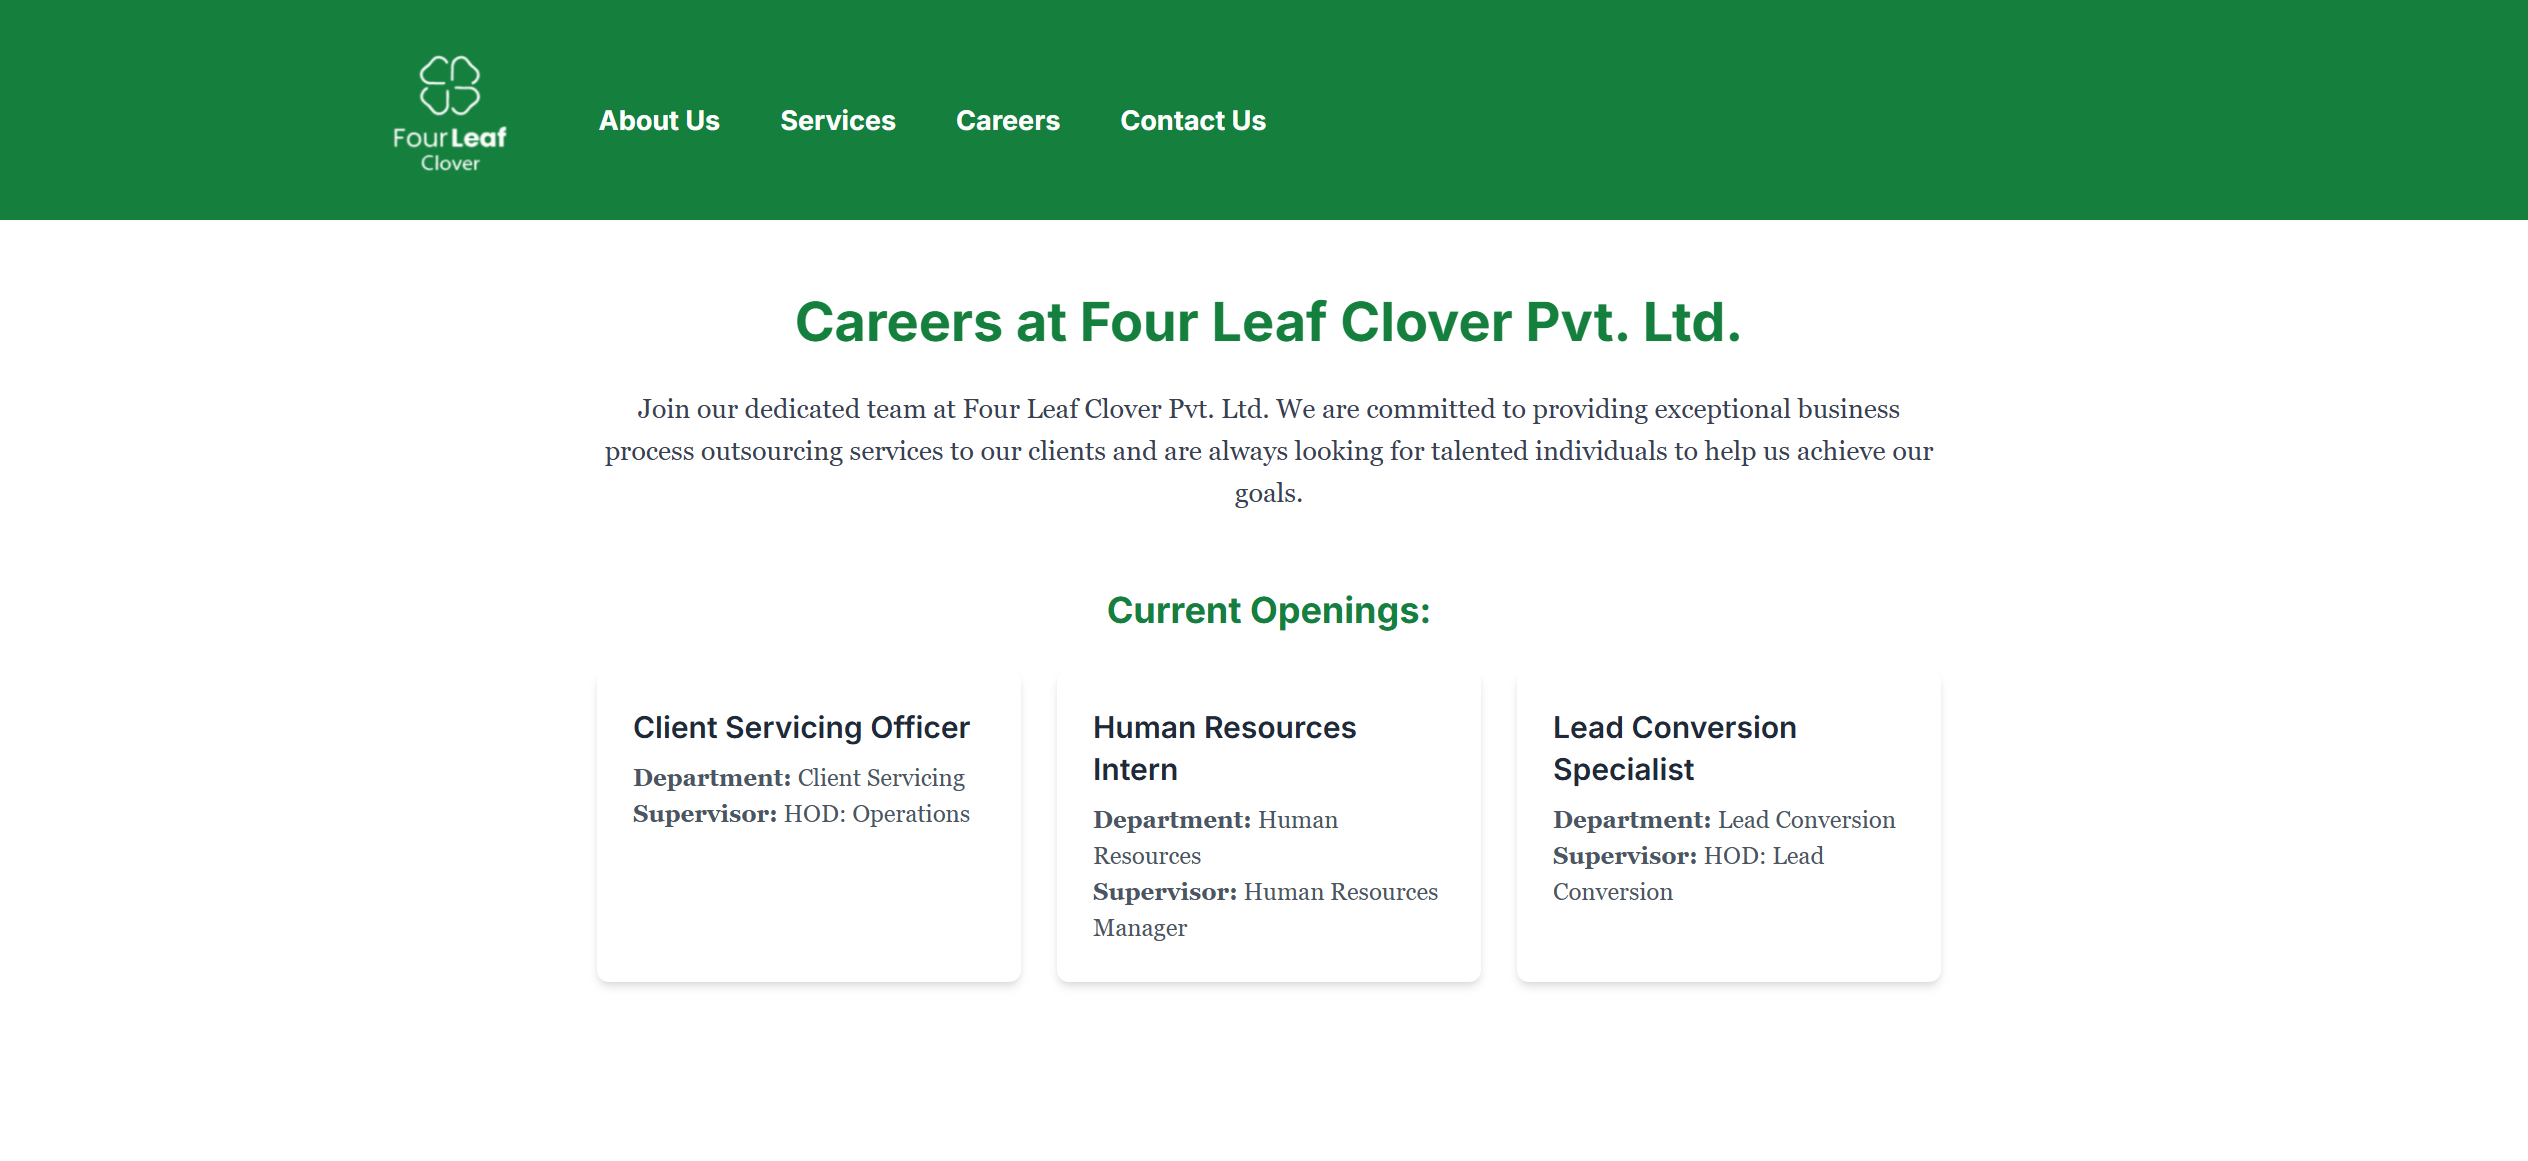 Four Leaf
Clover
About Us
Services
Careers
Contact Us
Careers at Four Leaf Clover Pvt. Ltd.
Join our dedicated team at Four Leaf Clover Pvt. Ltd. We are committed to providing exceptional business
process outsourcing services to our clients and are always looking for talented individuals to help us achieve our
goals.
Current Openings:
Client Servicing Officer
Department: Client Servicing
Supervisor: HOD: Operations
Human Resources
Intern
Department: Human
Resources
Supervisor: Human Resources
Manager
Lead Conversion
Specialist
Department: Lead Conversion
Supervisor: HOD: Lead
Conversion